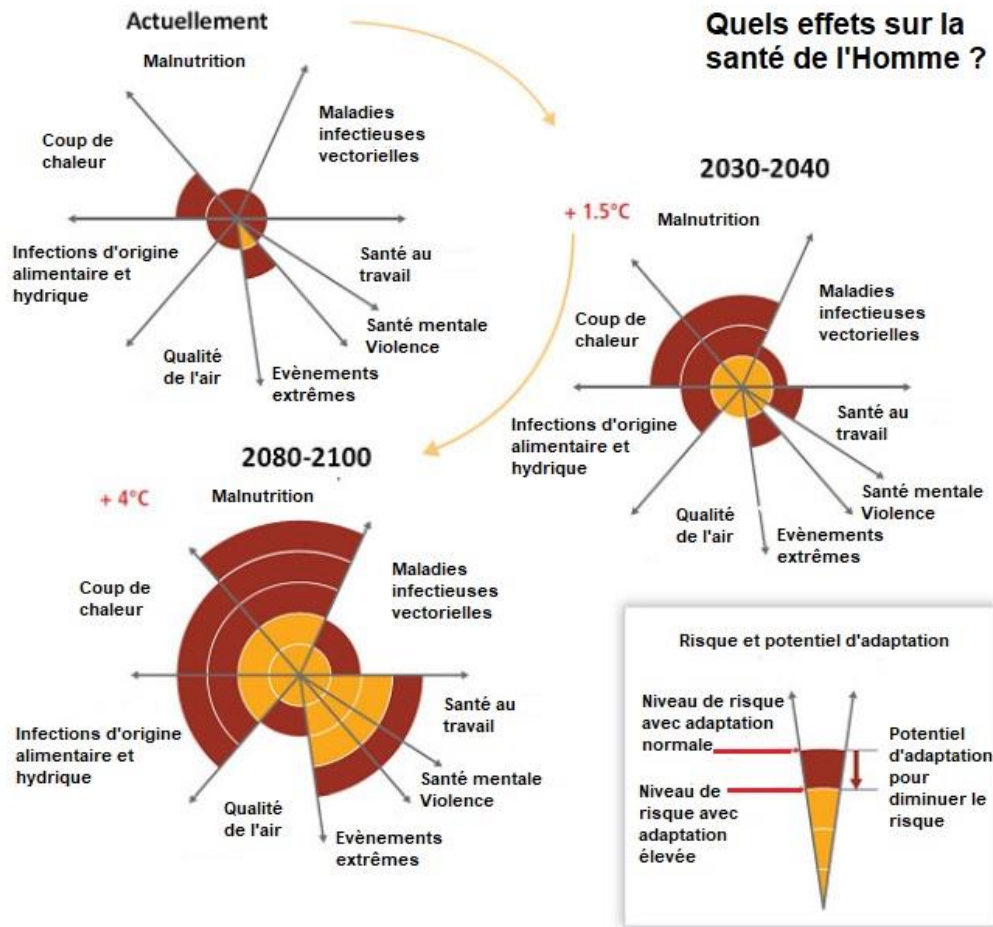 Actuellement
Quels effets sur la
santé de l'Homme ?
Malnutrition
Maladies
infectieuses
vectorielles
Coup de
chaleur
Infections d'origine
alimentaire et
hydrique
Santé au
travail
Santé mentale
Violence
Qualité
de l'air
Evènements
extrêmes
2030-2040
+ 1.5°C
Malnutrition
Maladies
infectieuses
vectorielles
Coup de
chaleur
Infections d'origine
alimentaire et
hydrique
Santé au
travail
Santé mentale
Violence
Qualité
de l'air
Evènements
extrêmes
2080-2100
+ 4°C
Malnutrition
Coup de
chaleur
Maladies
infectieuses
vectorielles
Infections d'origine
alimentaire et
hydrique
Santé au
travail
Santé mentale
Violence
Qualité
de l'air
Evènements
extrêmes
Risque et potentiel d'adaptation
Niveau de risque
avec adaptation
normale
Niveau de
risque avec
adaptation
élevée
Potentiel
d'adaptation
pour
diminuer le
risque